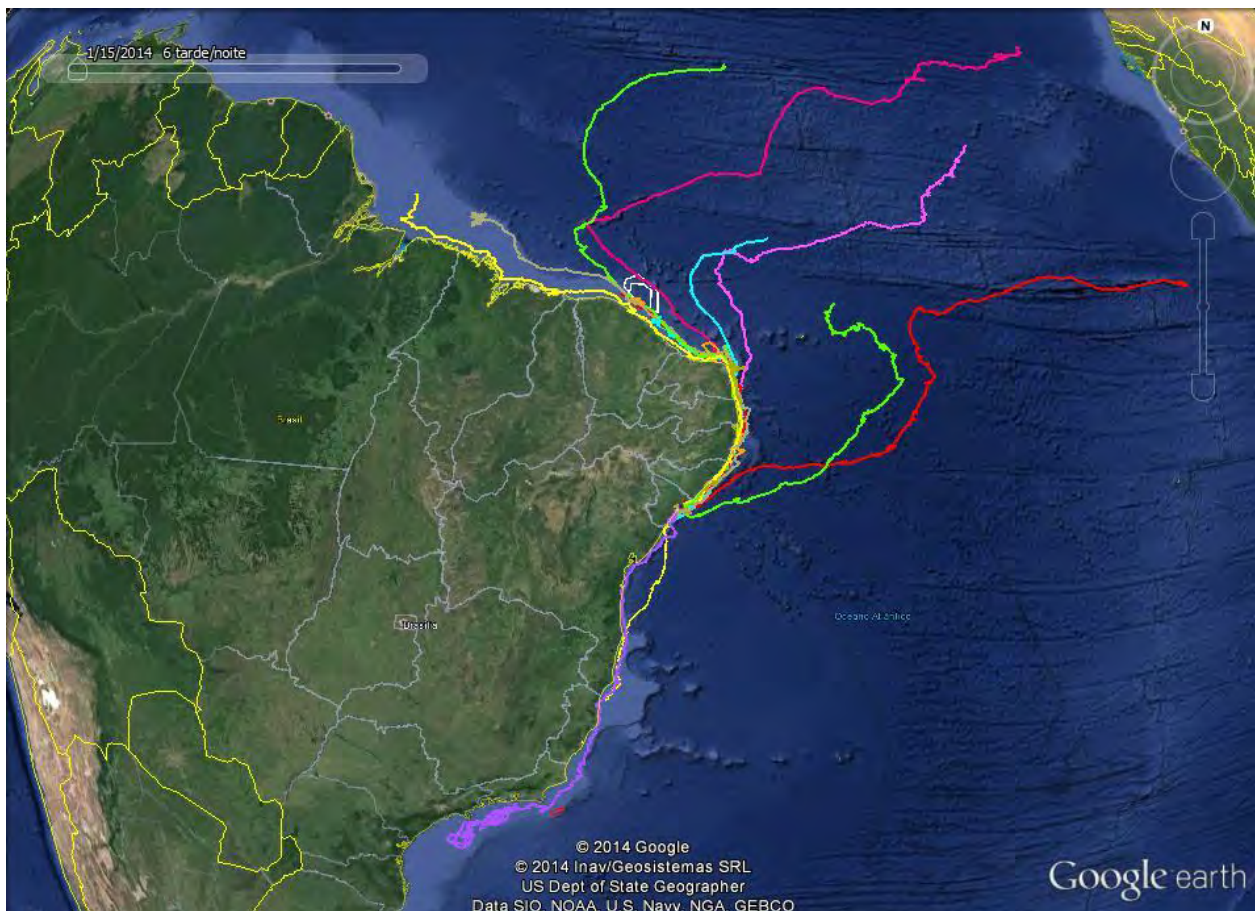 N
1/15/2014 6 tarde/noite
Brasil
Oceano Atlântico
Brasília
© 2014 Google
© 2014 Inav/Geosistemas SRL
US Dept of State Geographer
Google earth
Data SIO, NOAA, U.S. Navy, NGA, GEBCO